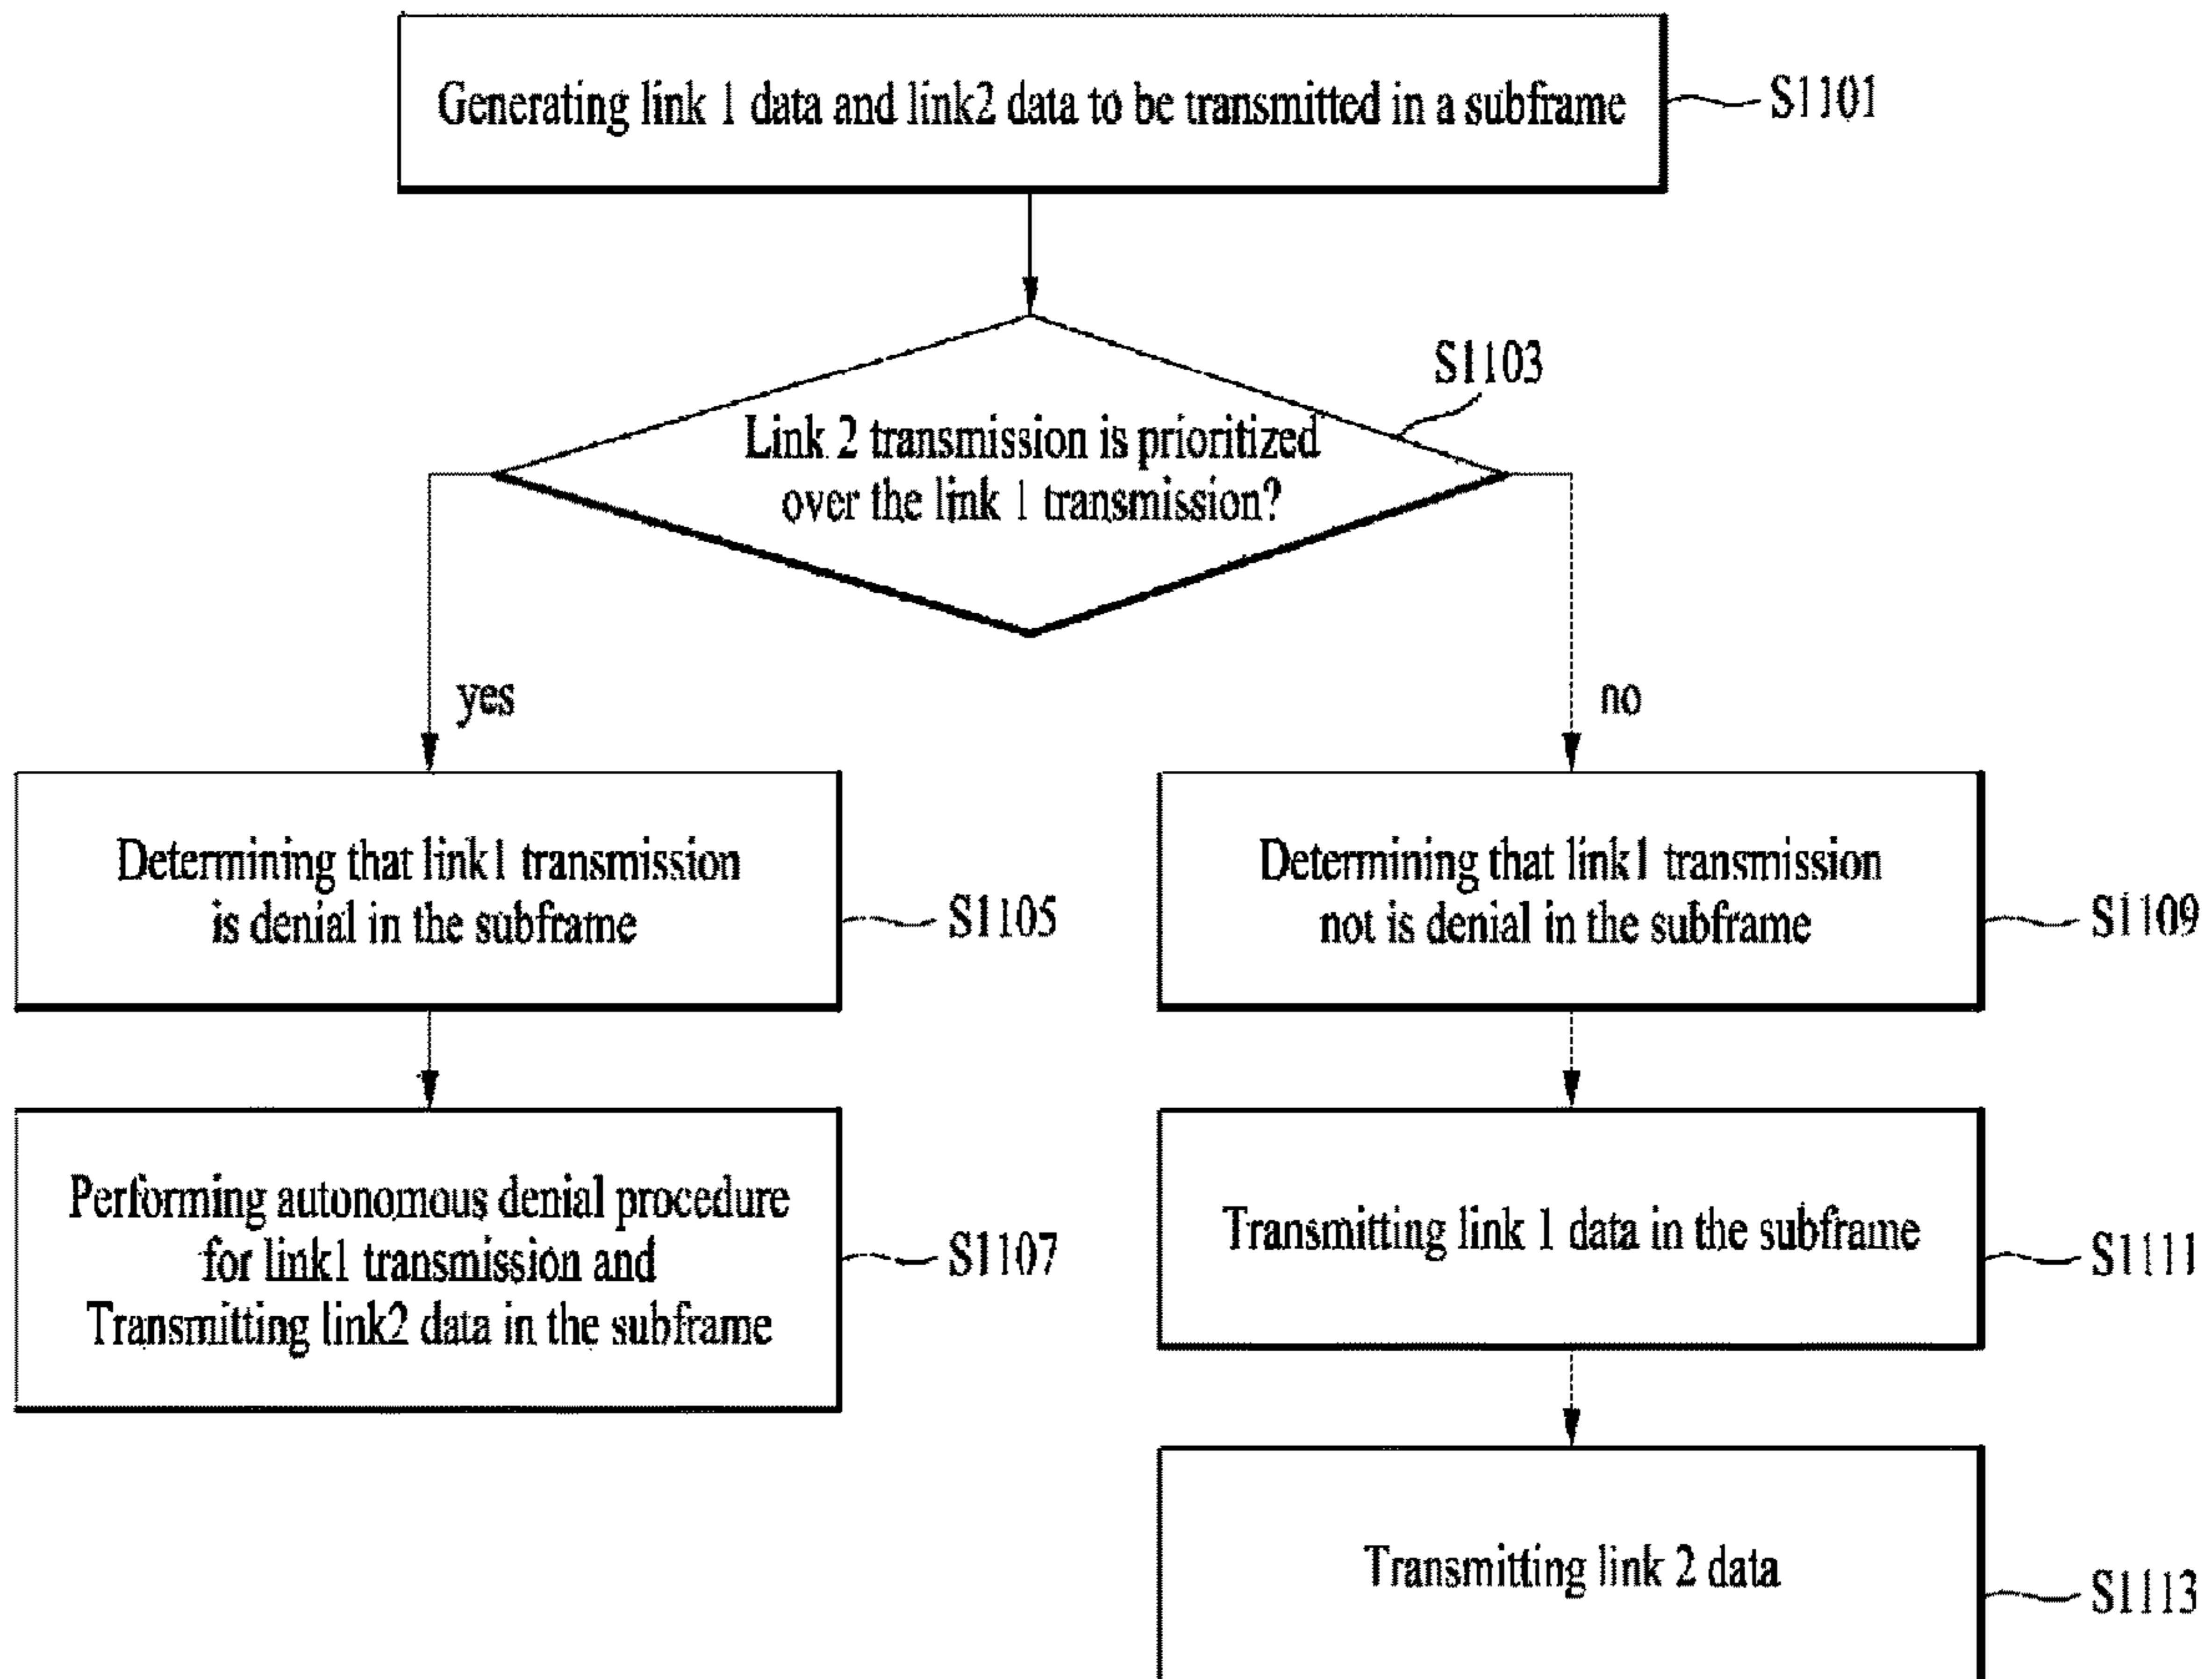 Generating link 1 data and link2 data to be transmitted in a subframe
S1101
S1103
Link 2 transmission is prioritized
over the link 1 transmission?
yes
no
Determining that link1 transmission
is denial in the subframe
S1105
Determining that link1 transmission
not is denial in the subframe
S1109
Performing autonomous denial procedure
for link1 transmission and
Transmitting link2 data in the subframe
S1107
Transmitting link 1 data in the subframe
S1111
Transmitting link 2 data
S1113